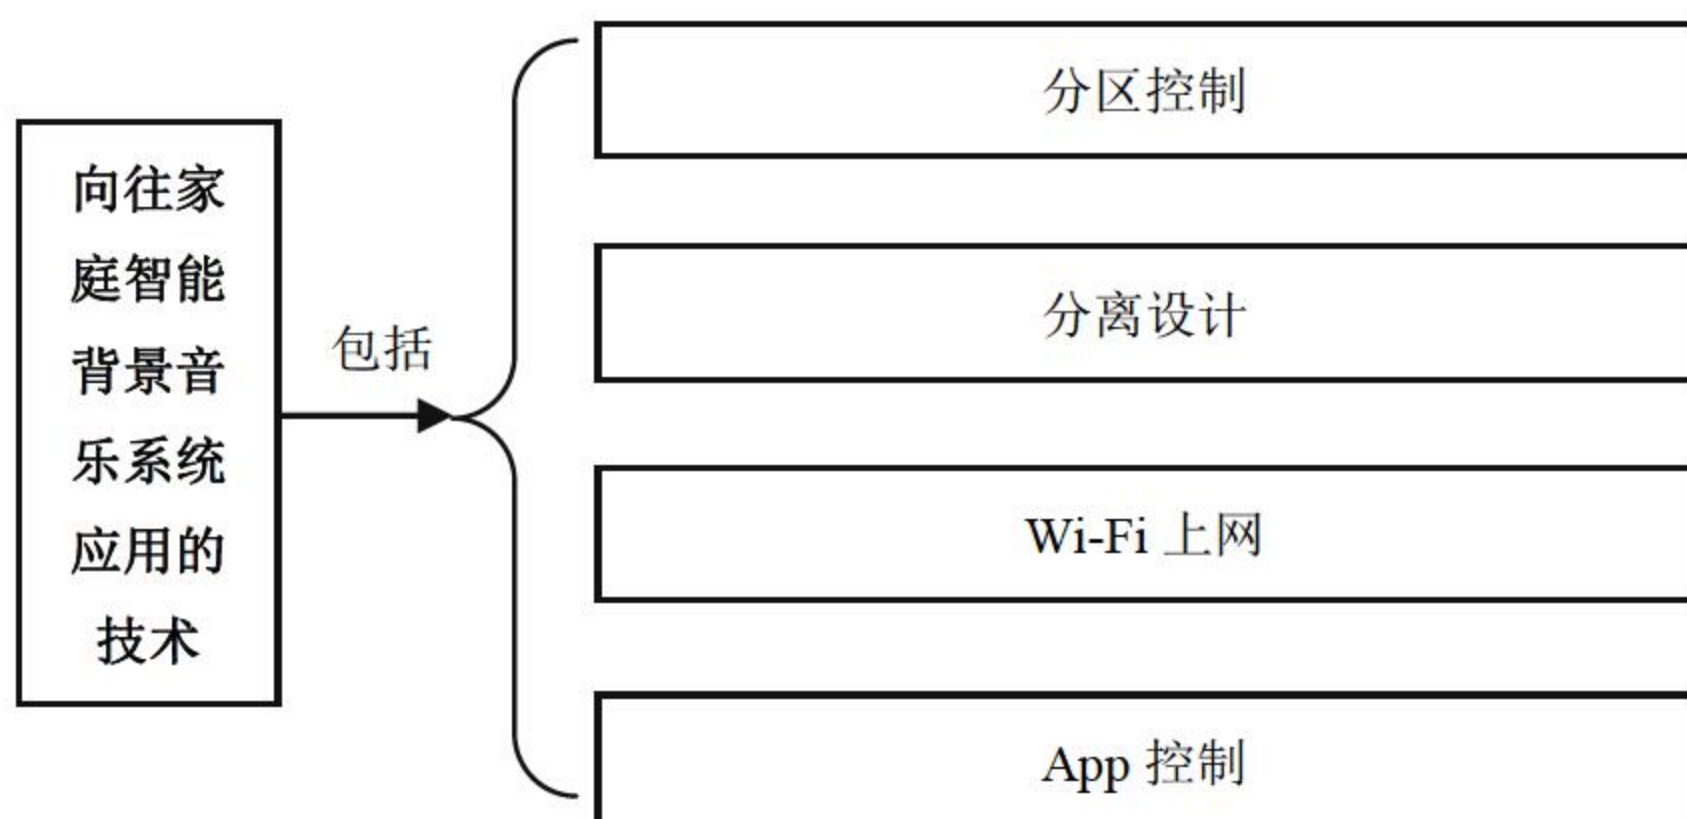 向往家
庭智能
背景音
乐系统
应用的
技术
包括
分区控制
分离设计
Wi-Fi 上网
App 控制